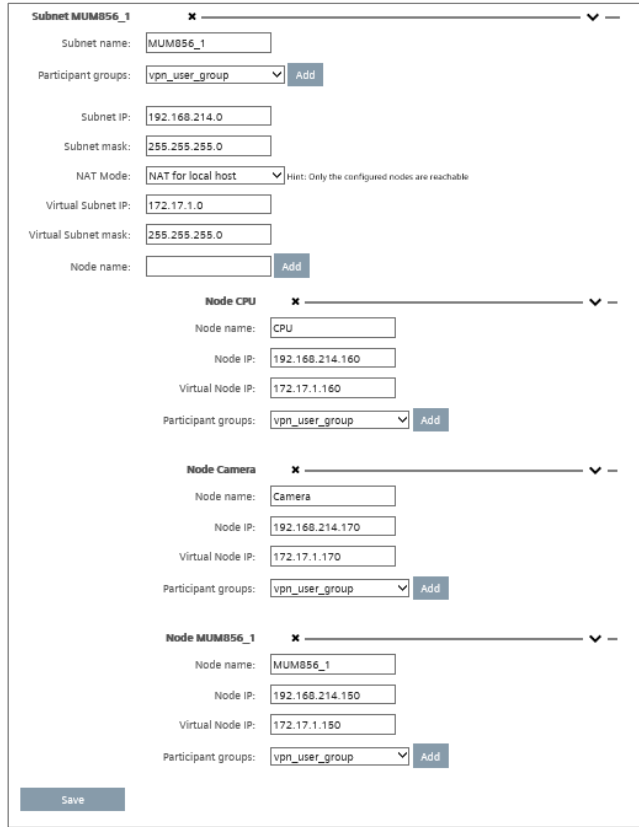 Subnet MUM856_1
Subnet name: MUM856_1
Participant groups: vpn_user_group Add
Subnet IP: 192.168.214.0
Subnet mask: 255.255.255.0
NAT Mode: NAT for local host Hint: Only the configured nodes are reachable
Virtual Subnet IP: 172.17.1.0
Virtual Subnet mask: 255.255.255.0
Node name: Add
Node CPU
Node name: CPU
Node IP: 192.168.214.160
Virtual Node IP: 172.17.1.160
Participant groups: vpn_user_group Add
Node Camera
Node name: Camera
Node IP: 192.168.214.170
Virtual Node IP: 172.17.1.170
Participant groups: vpn_user_group Add
Node MUM856_1
Node name: MUM856_1
Node IP: 192.168.214.150
Virtual Node IP: 172.17.1.150
Participant groups: vpn_user_group Add
Save